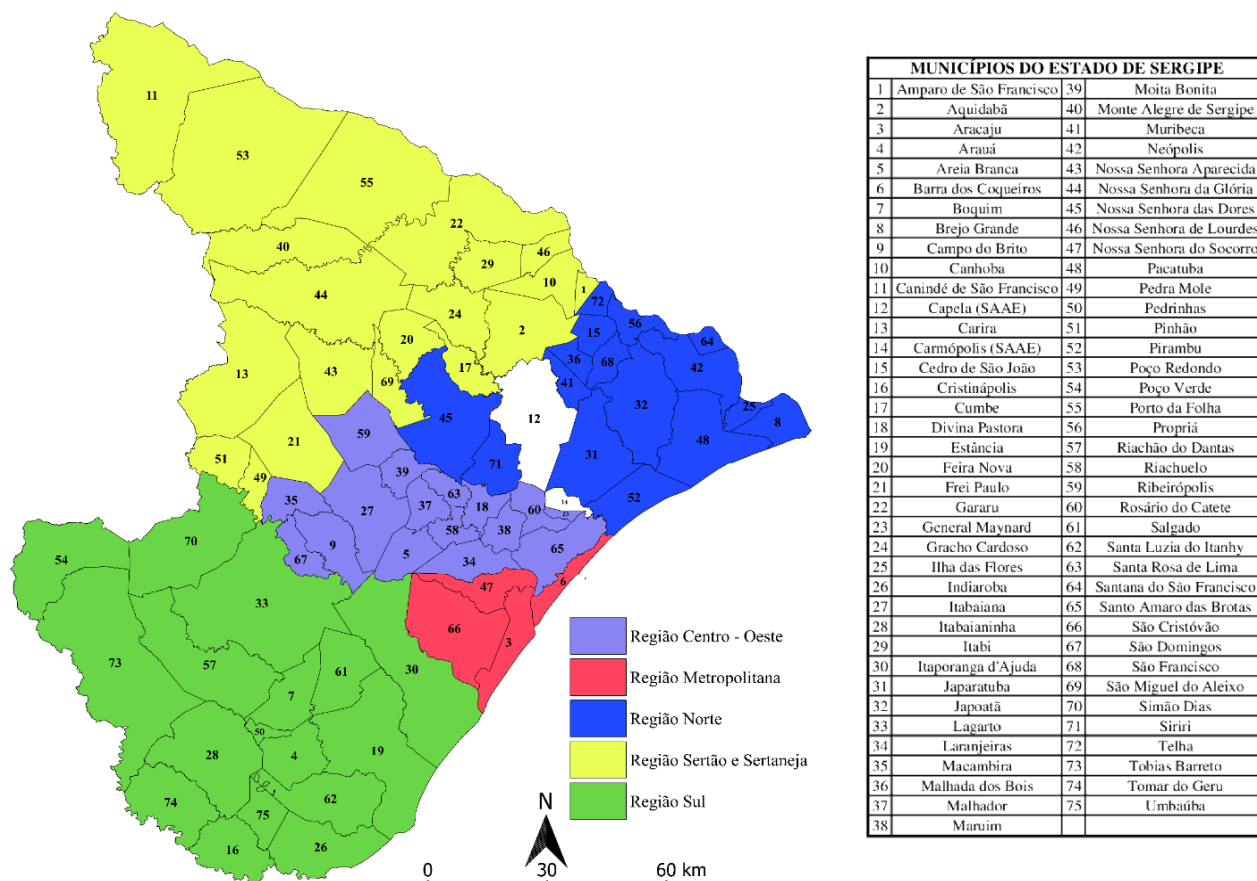 11
53
55
22
40
46
29
10
44
1
72
24
2
56
15
20
64
36
68
42
13
43
17
41
69
25
32
12
8
45
59
21
48
31
51
39
71
49
52
35
63
14
37
18
27
60
23
70
58
38
9
65
54
5
67
34
47
6
33
66
3
73
30
61
57
7
50
19
28
4
62
74
75
16
26
Região Centro - Oeste
Região Metropolitana
Região Norte
Região Sertão e Sertaneja
Região Sul
N
0 30 60 km
MUNICÍPIOS DO ESTADO DE SERGIPE
1 Amparo de São Francisco 39 Moita Bonita
2 Aquidabã 40 Monte Alegre de Sergipe
3 Aracaju 41 Muribeca
4 Arauá 42 Neópolis
5 Areia Branca 43 Nossa Senhora Aparecida
6 Barra dos Coqueiros 44 Nossa Senhora da Glória
7 Boquim 45 Nossa Senhora das Dores
8 Brejo Grande 46 Nossa Senhora de Lourdes
9 Campo do Brito 47 Nossa Senhora do Socorro
10 Canhoba 48 Pacatuba
11 Canindé de São Francisco 49 Pedra Mole
12 Capela (SAAE) 50 Pedrinhas
13 Carira 51 Pinhão
14 Carmópolis (SAAE) 52 Pirambu
15 Cedro de São João 53 Poço Redondo
16 Cristinápolis 54 Poço Verde
17 Cumbe 55 Porto da Folha
18 Divina Pastora 56 Propriá
19 Estância 57 Riachão do Dantas
20 Feira Nova 58 Riachuelo
21 Frei Paulo 59 Ribeirópolis
22 Gararu 60 Rosário do Catete
23 General Maynard 61 Salgado
24 Gracho Cardoso 62 Santa Luzia do Itanhy
25 Ilha das Flores 63 Santa Rosa de Lima
26 Indiaroba 64 Santana do São Francisco
27 Itabaiana 65 Santo Amaro das Brotas
28 Itabaianinha 66 São Cristóvão
29 Itabi 67 São Domingos
30 Itaporanga d'Ajuda 68 São Francisco
31 Japaratuba 69 São Miguel do Aleixo
32 Japoatã 70 Simão Dias
33 Lagarto 71 Siriri
34 Laranjeiras 72 Telha
35 Macambira 73 Tobias Barreto
36 Malhada dos Bois 74 Tomar do Geru
37 Malhador 75 Umbaúba
38 Maruim